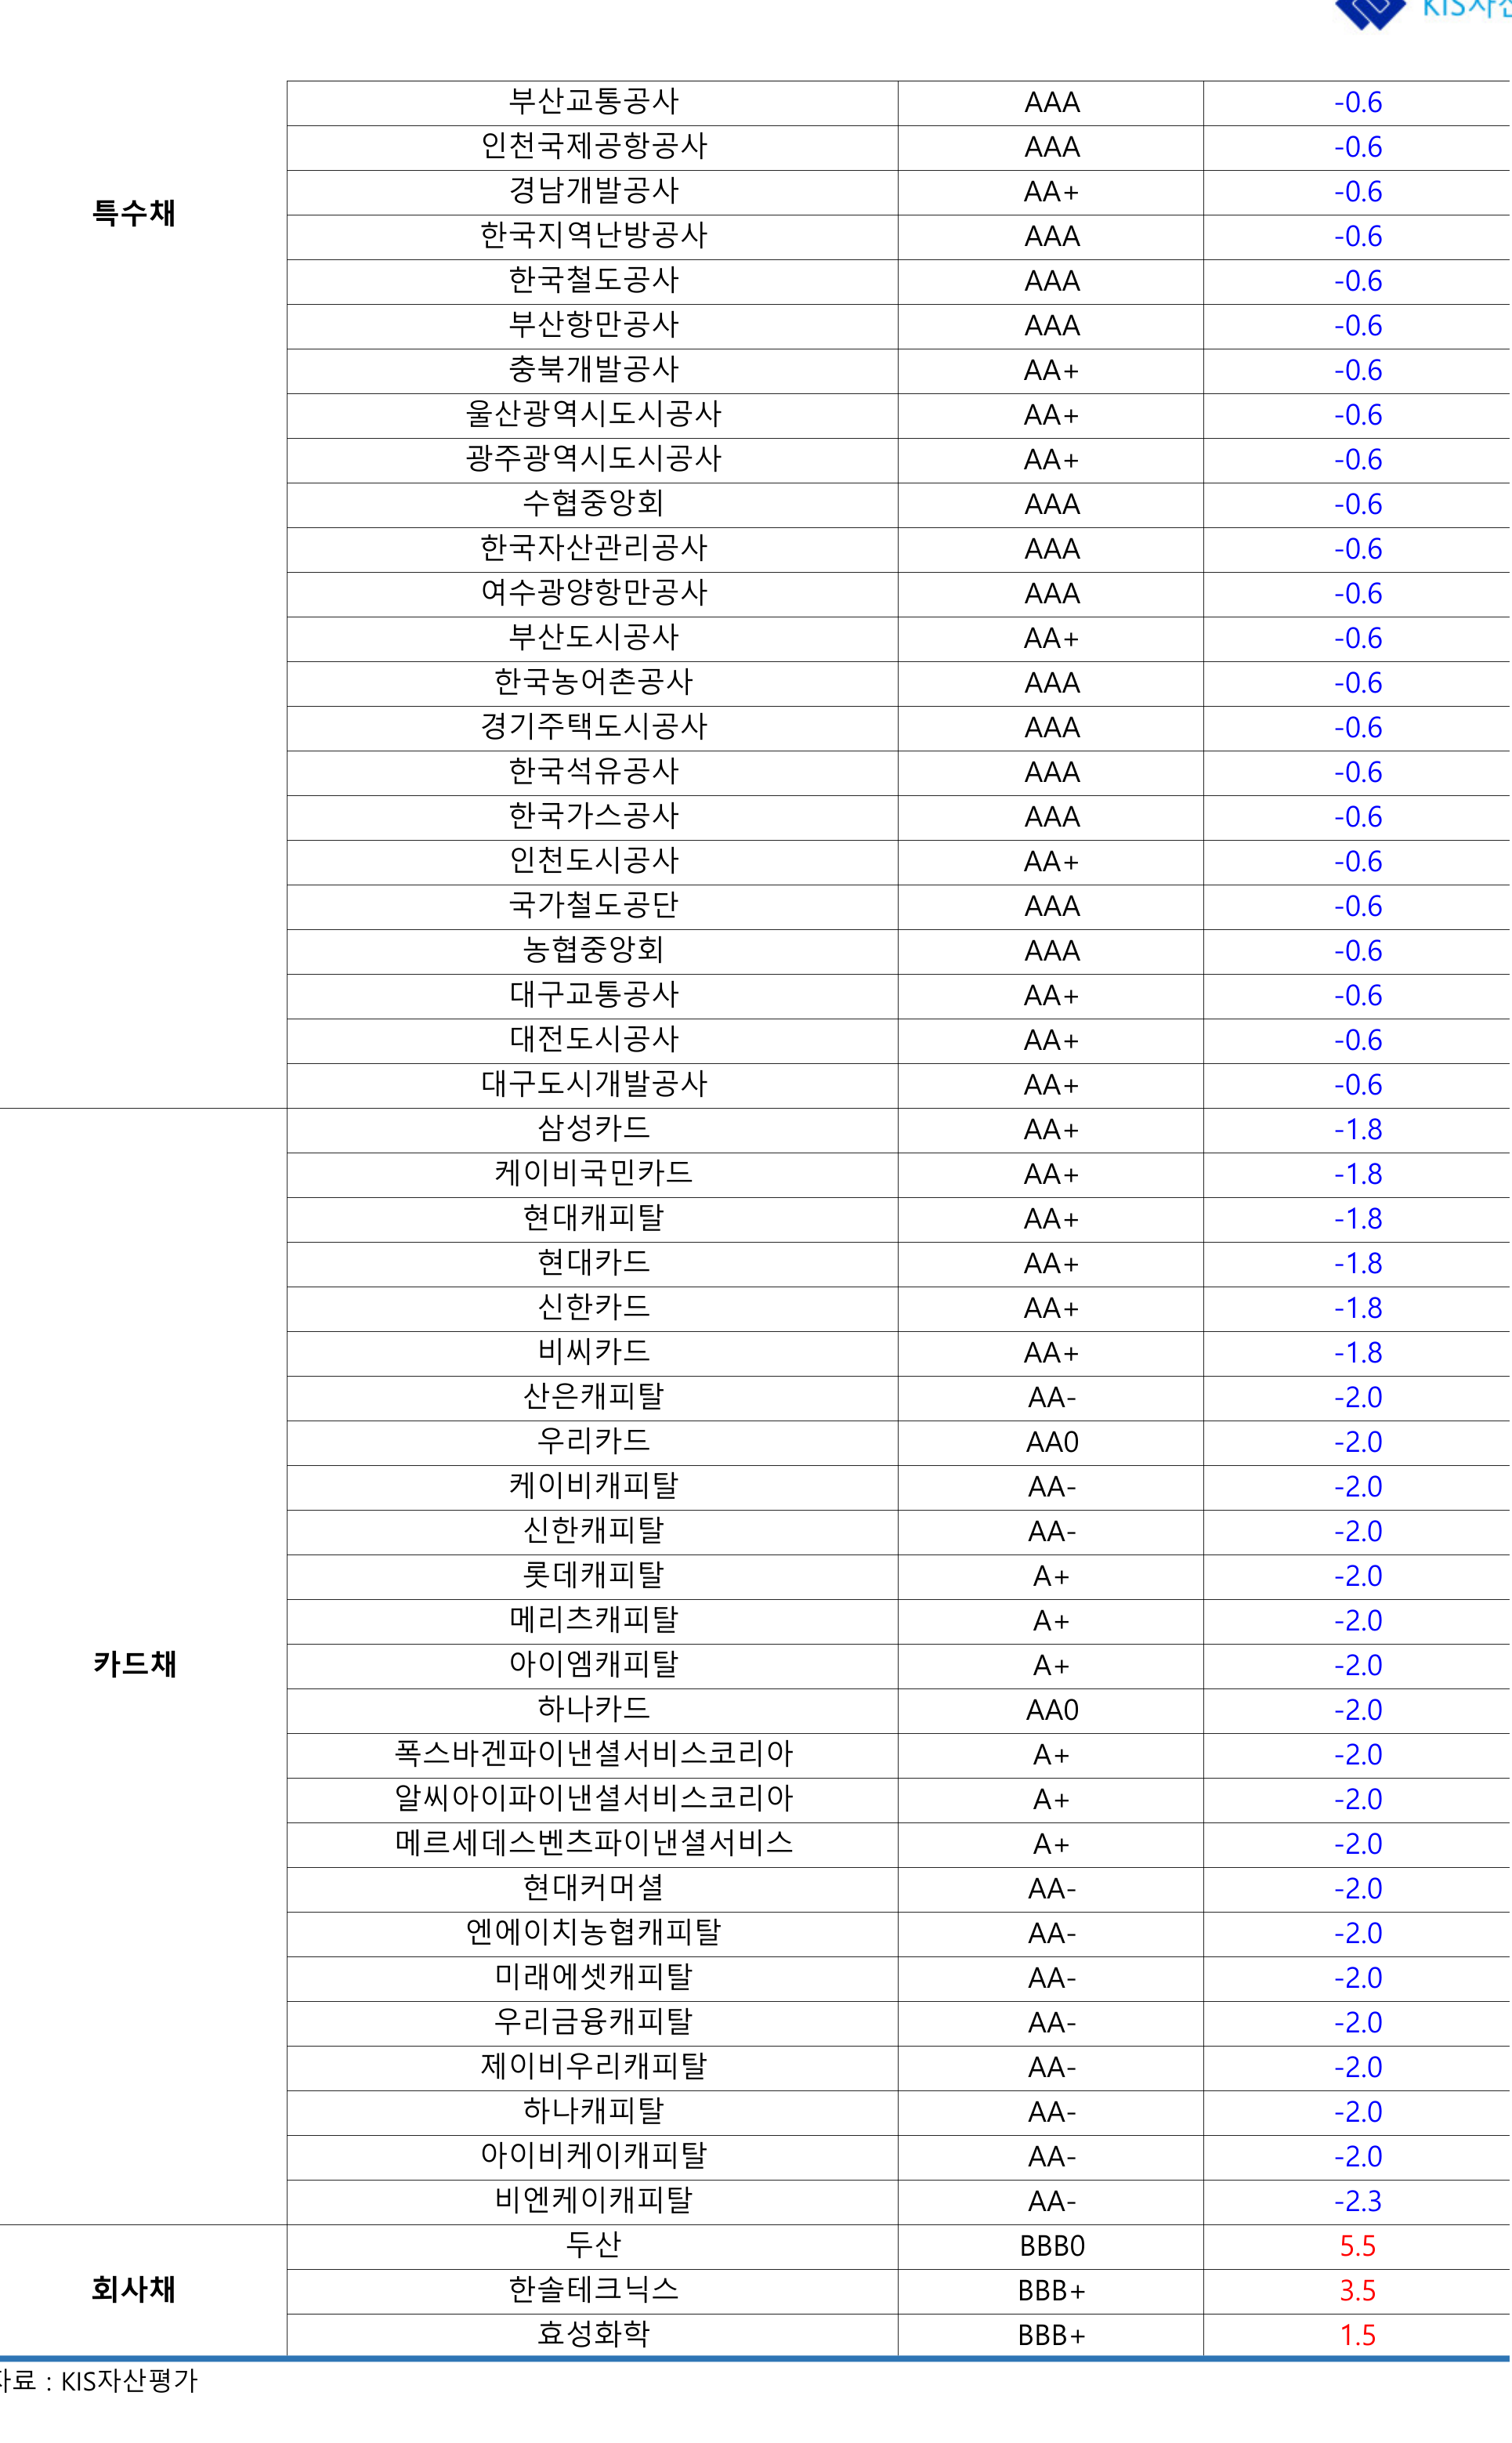 KIS자산
부산교통공사 AAA -0.6
인천국제공항공사 AAA -0.6
경남개발공사 AA+ -0.6
특수채
한국지역난방공사 AAA -0.6
한국철도공사 AAA -0.6
부산항만공사 AAA -0.6
충북개발공사 AA+ -0.6
울산광역시도시공사 AA+ -0.6
광주광역시도시공사 AA+ -0.6
수협중앙회 AAA -0.6
한국자산관리공사 AAA -0.6
여수광양항만공사 AAA -0.6
부산도시공사 AA+ -0.6
한국농어촌공사 AAA -0.6
경기주택도시공사 AAA -0.6
한국석유공사 AAA -0.6
한국가스공사 AAA -0.6
인천도시공사 AA+ -0.6
국가철도공단 AAA -0.6
농협중앙회 AAA -0.6
대구교통공사 AA+ -0.6
대전도시공사 AA+ -0.6
대구도시개발공사 AA+ -0.6
삼성카드 AA+ -1.8
케이비국민카드 AA+ -1.8
현대캐피탈 AA+ -1.8
현대카드 AA+ -1.8
신한카드 AA+ -1.8
비씨카드 AA+ -1.8
산은캐피탈 AA- -2.0
우리카드 AA0 -2.0
케이비캐피탈 AA- -2.0
신한캐피탈 AA- -2.0
롯데캐피탈 A+ -2.0
메리츠캐피탈 A+ -2.0
카드채 아이엠캐피탈 A+ -2.0
하나카드 AA0 -2.0
폭스바겐파이낸셜서비스코리아 A+ -2.0
알씨아이파이낸셜서비스코리아 A+ -2.0
메르세데스벤츠파이낸셜서비스 A+ -2.0
현대커머셜 AA- -2.0
엔에이치농협캐피탈 AA- -2.0
미래에셋캐피탈 AA- -2.0
우리금융캐피탈 AA- -2.0
제이비우리캐피탈 AA- -2.0
하나캐피탈 AA- -2.0
아이비케이캐피탈 AA- -2.0
비엔케이캐피탈 AA- -2.3
두산 BBB0 5.5
회사채 한솔테크닉스 BBB+ 3.5
효성화학 BBB+ 1.5
자료 : KIS자산평가